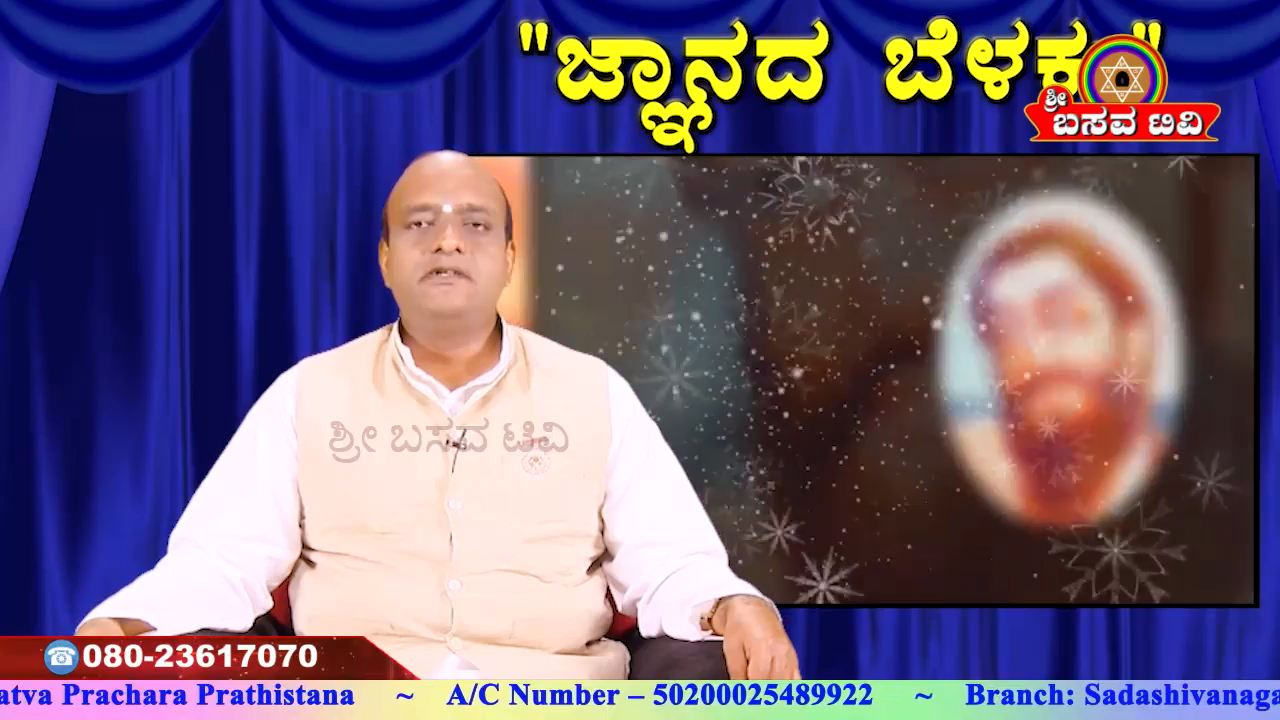 "ಜ್ಞಾನದ ಬೆಳಕು"
ಶ್ರೀ
ಬಸವ ಟಿವಿ
ಶ್ರೀ ಬಸವ ಟಿವಿ
080-23617070
atva Prachara Prathistana ~ A/C Number – 50200025489922 ~ Branch: Sadashivanaga